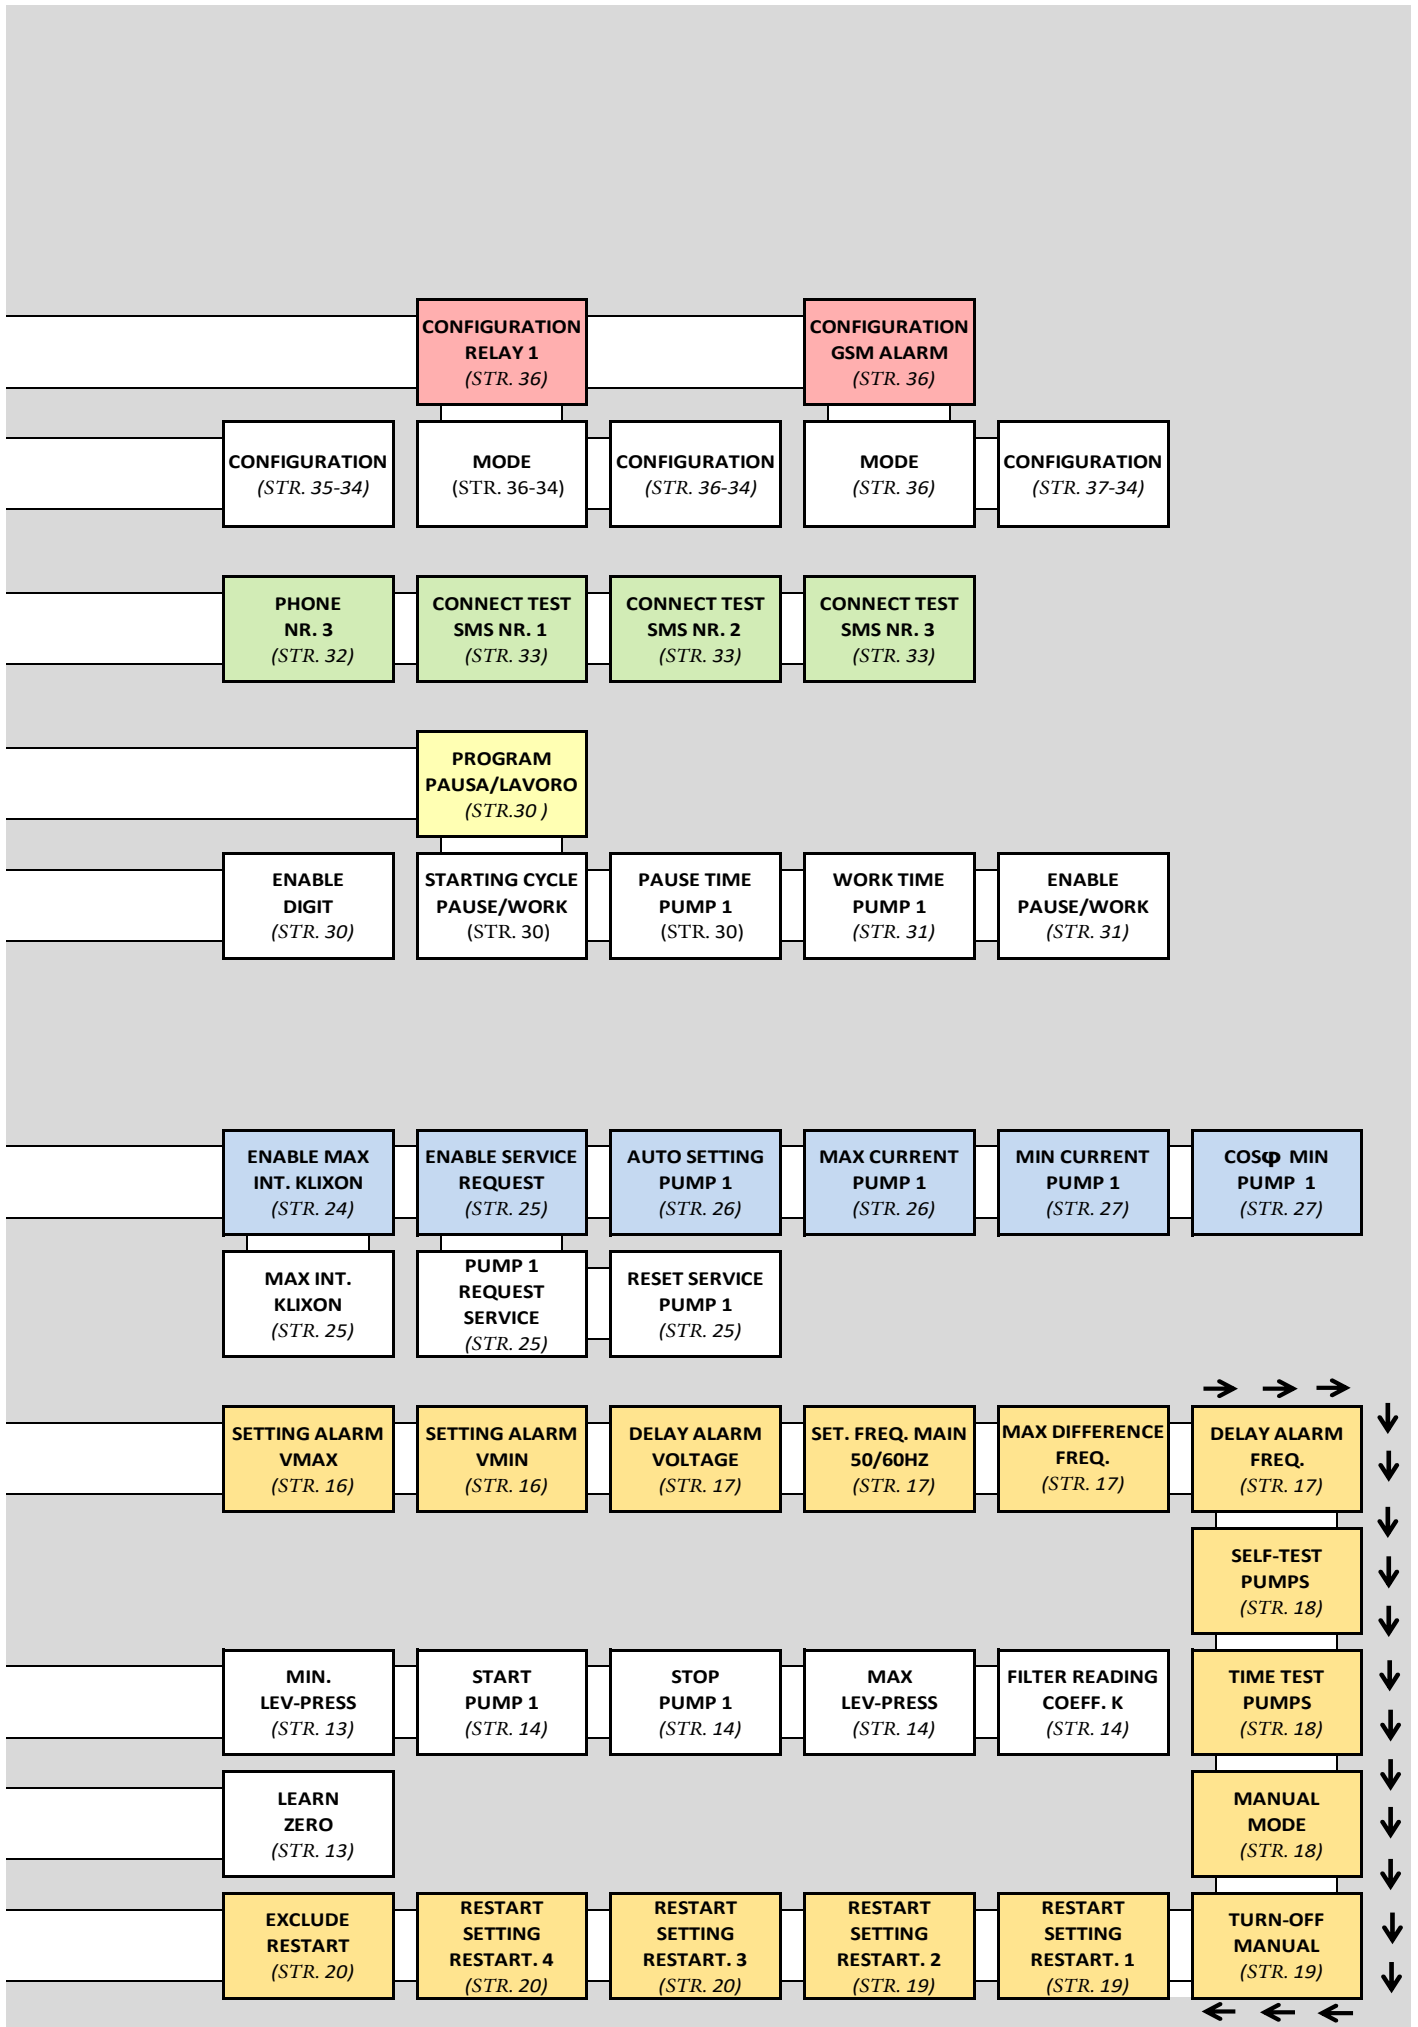 CONFIGURATION
RELAY 1
(STR. 36)
CONFIGURATION
GSM ALARM
(STR. 36)
CONFIGURATION
(STR. 35-34)
MODE
(STR. 36-34)
CONFIGURATION
(STR. 36-34)
MODE
(STR. 36)
CONFIGURATION
(STR. 37-34)
PHONE
NR. 3
(STR. 32)
CONNECT TEST
SMS NR. 1
(STR. 33)
CONNECT TEST
SMS NR. 2
(STR. 33)
CONNECT TEST
SMS NR. 3
(STR. 33)
PROGRAM
PAUSA/LAVORO
(STR.30 )
ENABLE
DIGIT
(STR. 30)
STARTING CYCLE
PAUSE/WORK
(STR. 30)
PAUSE TIME
PUMP 1
(STR. 30)
WORK TIME
PUMP 1
(STR. 31)
ENABLE
PAUSE/WORK
(STR. 31)
ENABLE MAX
INT. KLIXON
(STR. 24)
ENABLE SERVICE
REQUEST
(STR. 25)
AUTO SETTING
PUMP 1
(STR. 26)
MAX CURRENT
PUMP 1
(STR. 26)
MIN CURRENT
PUMP 1
(STR. 27)
COSφ MIN
PUMP 1
(STR. 27)
MAX INT.
KLIXON
(STR. 25)
PUMP 1
REQUEST
SERVICE
(STR. 25)
RESET SERVICE
PUMP 1
(STR. 25)
SETTING ALARM
VMAX
(STR. 16)
SETTING ALARM
VMIN
(STR. 16)
DELAY ALARM
VOLTAGE
(STR. 17)
SET. FREQ. MAIN
50/60HZ
(STR. 17)
MAX DIFFERENCE
FREQ.
(STR. 17)
DELAY ALARM
FREQ.
(STR. 17)
SELF-TEST
PUMPS
(STR. 18)
MIN.
LEV-PRESS
(STR. 13)
START
PUMP 1
(STR. 14)
STOP
PUMP 1
(STR. 14)
MAX
LEV-PRESS
(STR. 14)
FILTER READING
COEFF. K
(STR. 14)
TIME TEST
PUMPS
(STR. 18)
LEARN
ZERO
(STR. 13)
MANUAL
MODE
(STR. 18)
EXCLUDE
RESTART
(STR. 20)
RESTART
SETTING
RESTART. 4
(STR. 20)
RESTART
SETTING
RESTART. 3
(STR. 20)
RESTART
SETTING
RESTART. 2
(STR. 19)
RESTART
SETTING
RESTART. 1
(STR. 19)
TURN-OFF
MANUAL
(STR. 19)